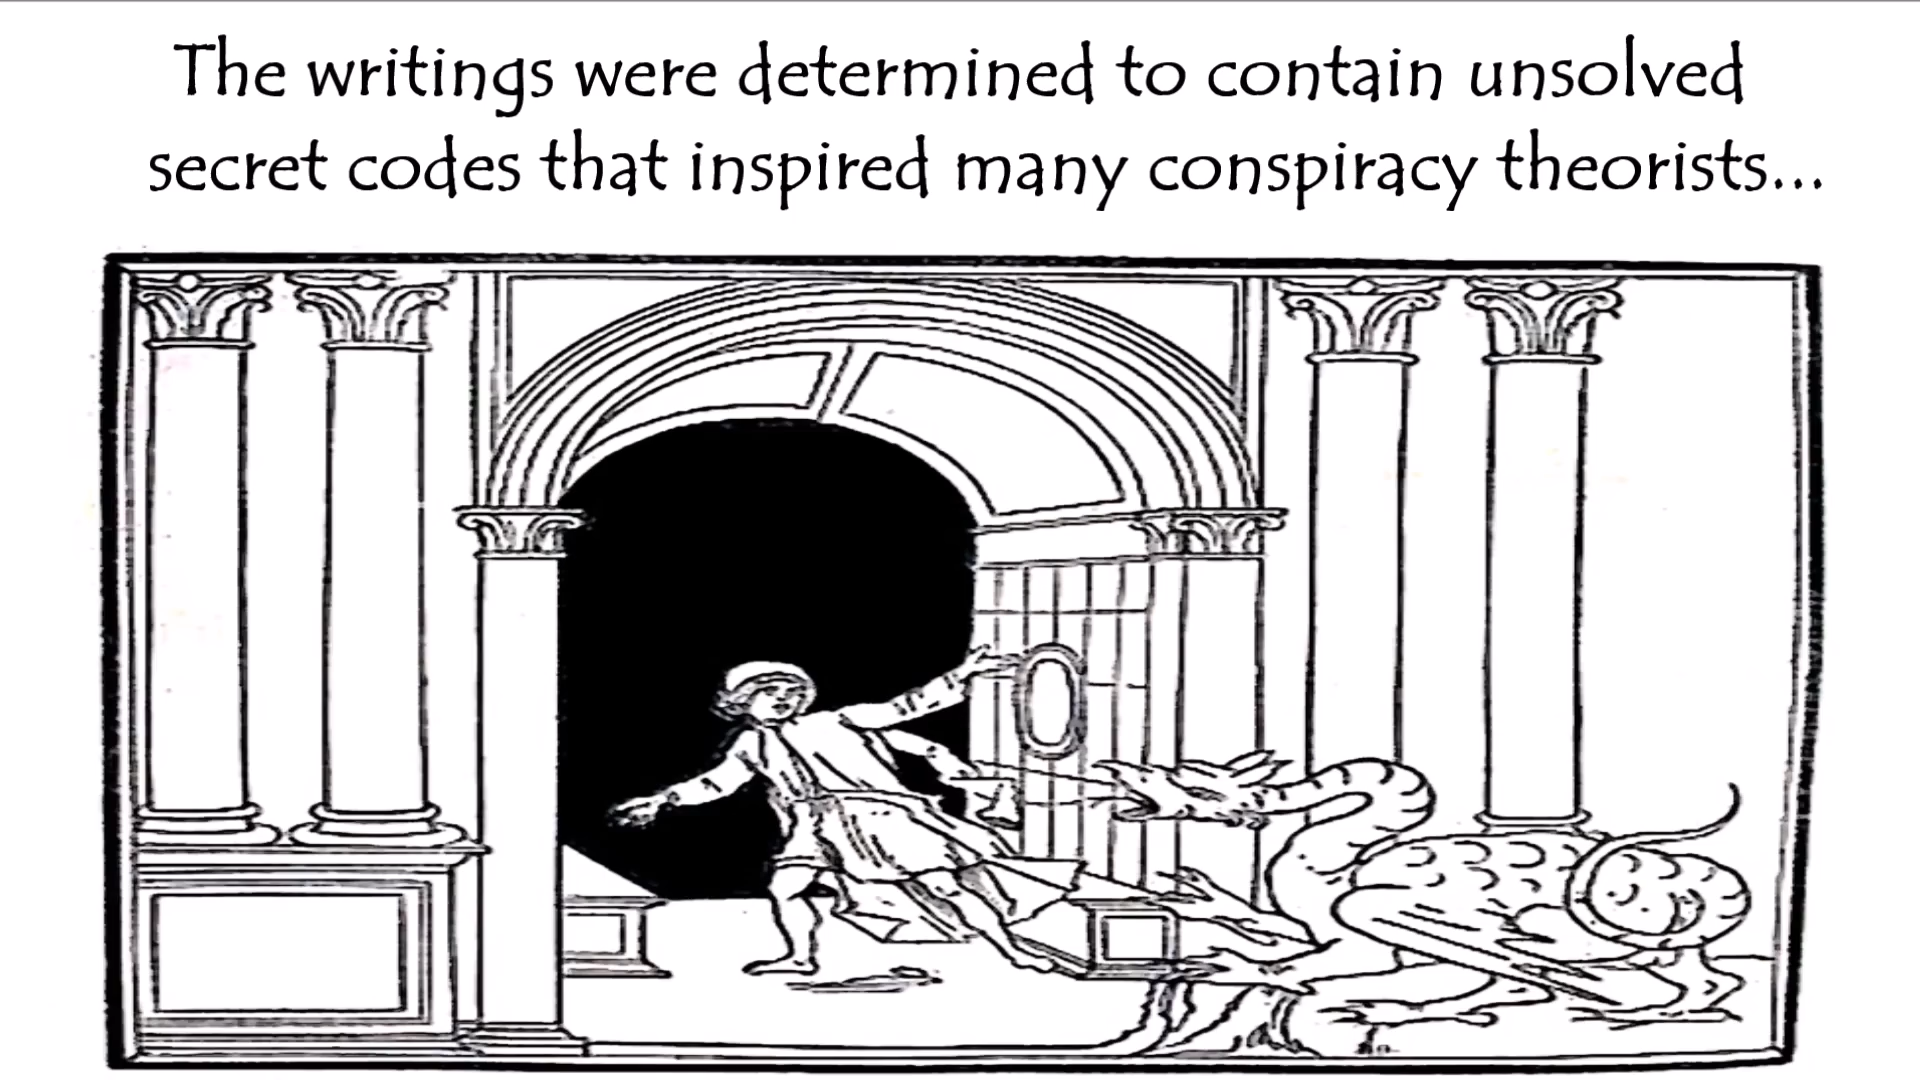 The writings were determined to contain unsolved
secret codes that inspired many conspiracy theorists...